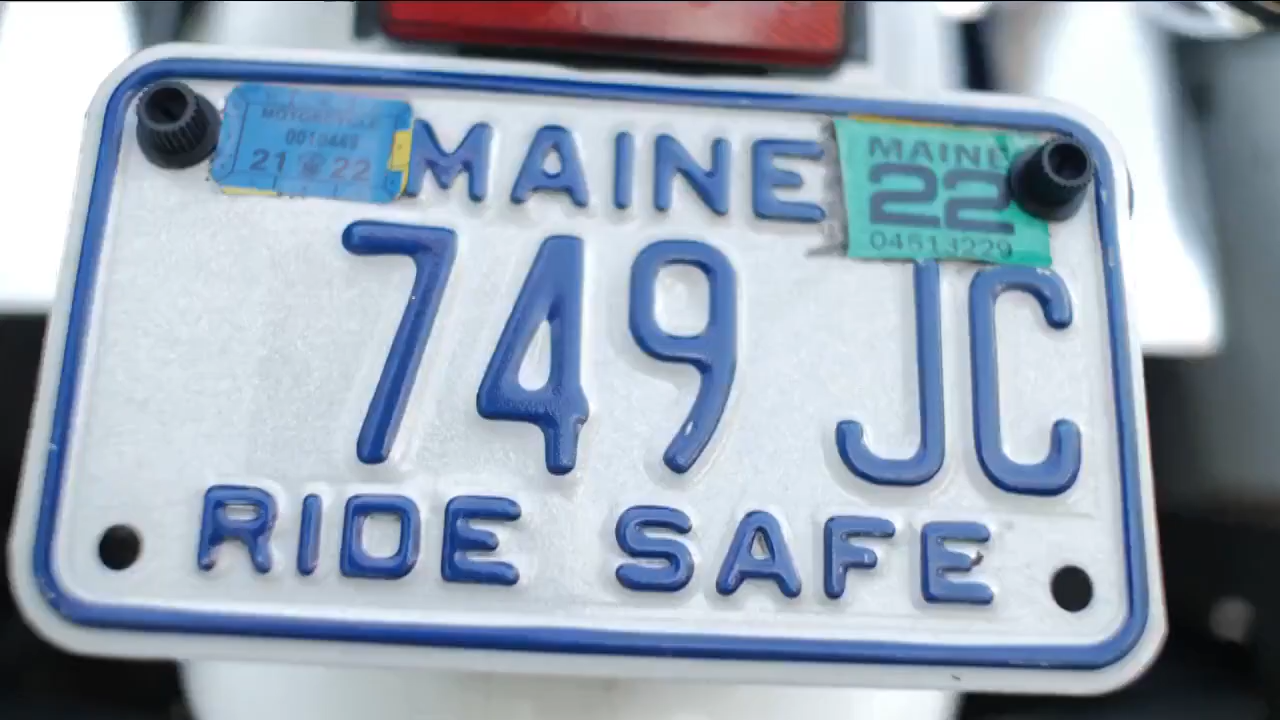 MOTORCYCLE
21 22
MAINE
MAINE
22
04513229
749 JC
RIDE SAFE